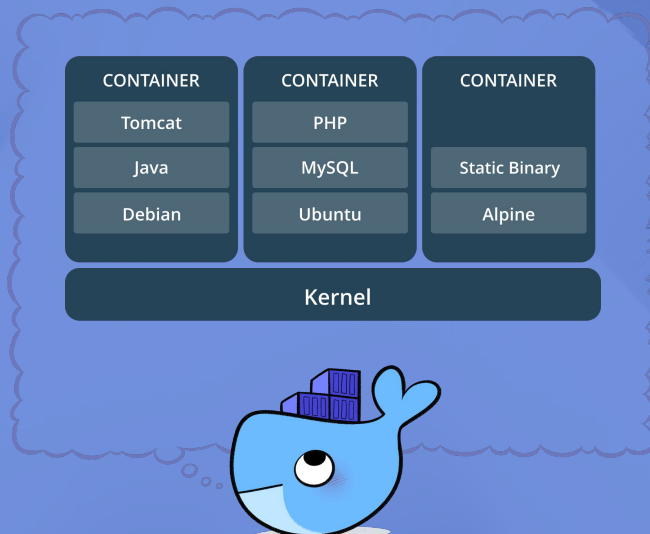 CONTAINER
Tomcat
Java
Debian
CONTAINER
PHP
MySQL
Ubuntu
CONTAINER
Static Binary
Alpine
Kernel